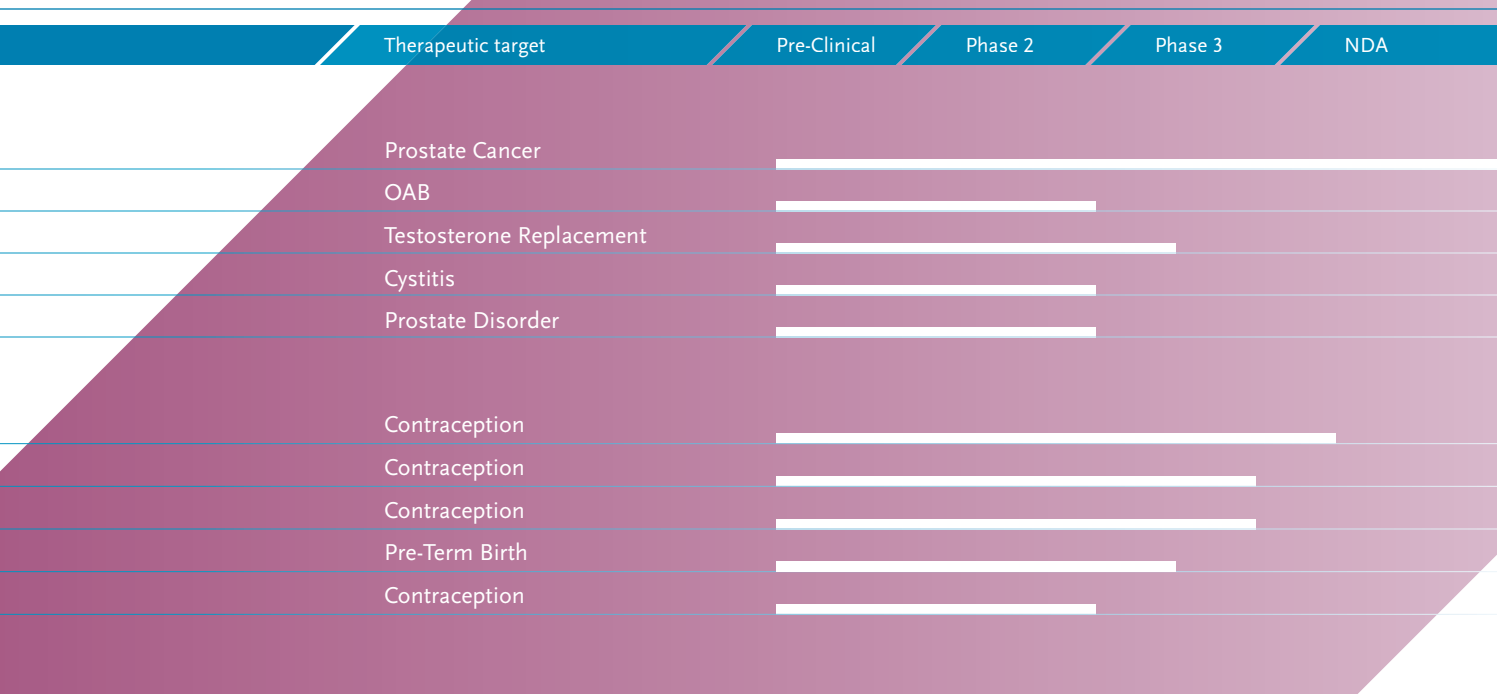 Therapeutic target Pre-Clinical Phase 2 Phase 3 NDA
Prostate Cancer
OAB
Testosterone Replacement
Cystitis
Prostate Disorder
Contraception
Contraception
Contraception
Pre-Term Birth
Contraception